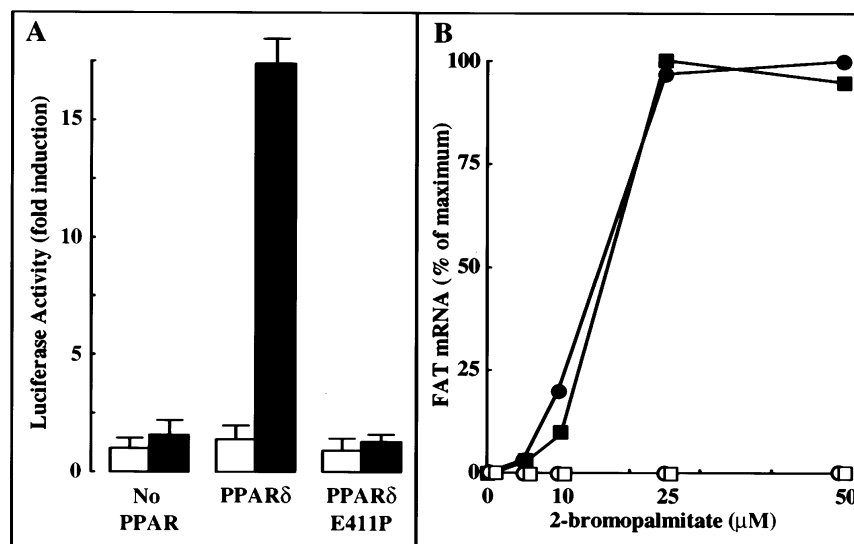 A
Luciferase Activity (fold induction)
15
10
5
0
No
PPAR
PPARδ
PPARδ
E411P
B
FAT mRNA (% of maximum)
100
75
50
25
0
0
10
25
50
2-bromopalmitate (μM)